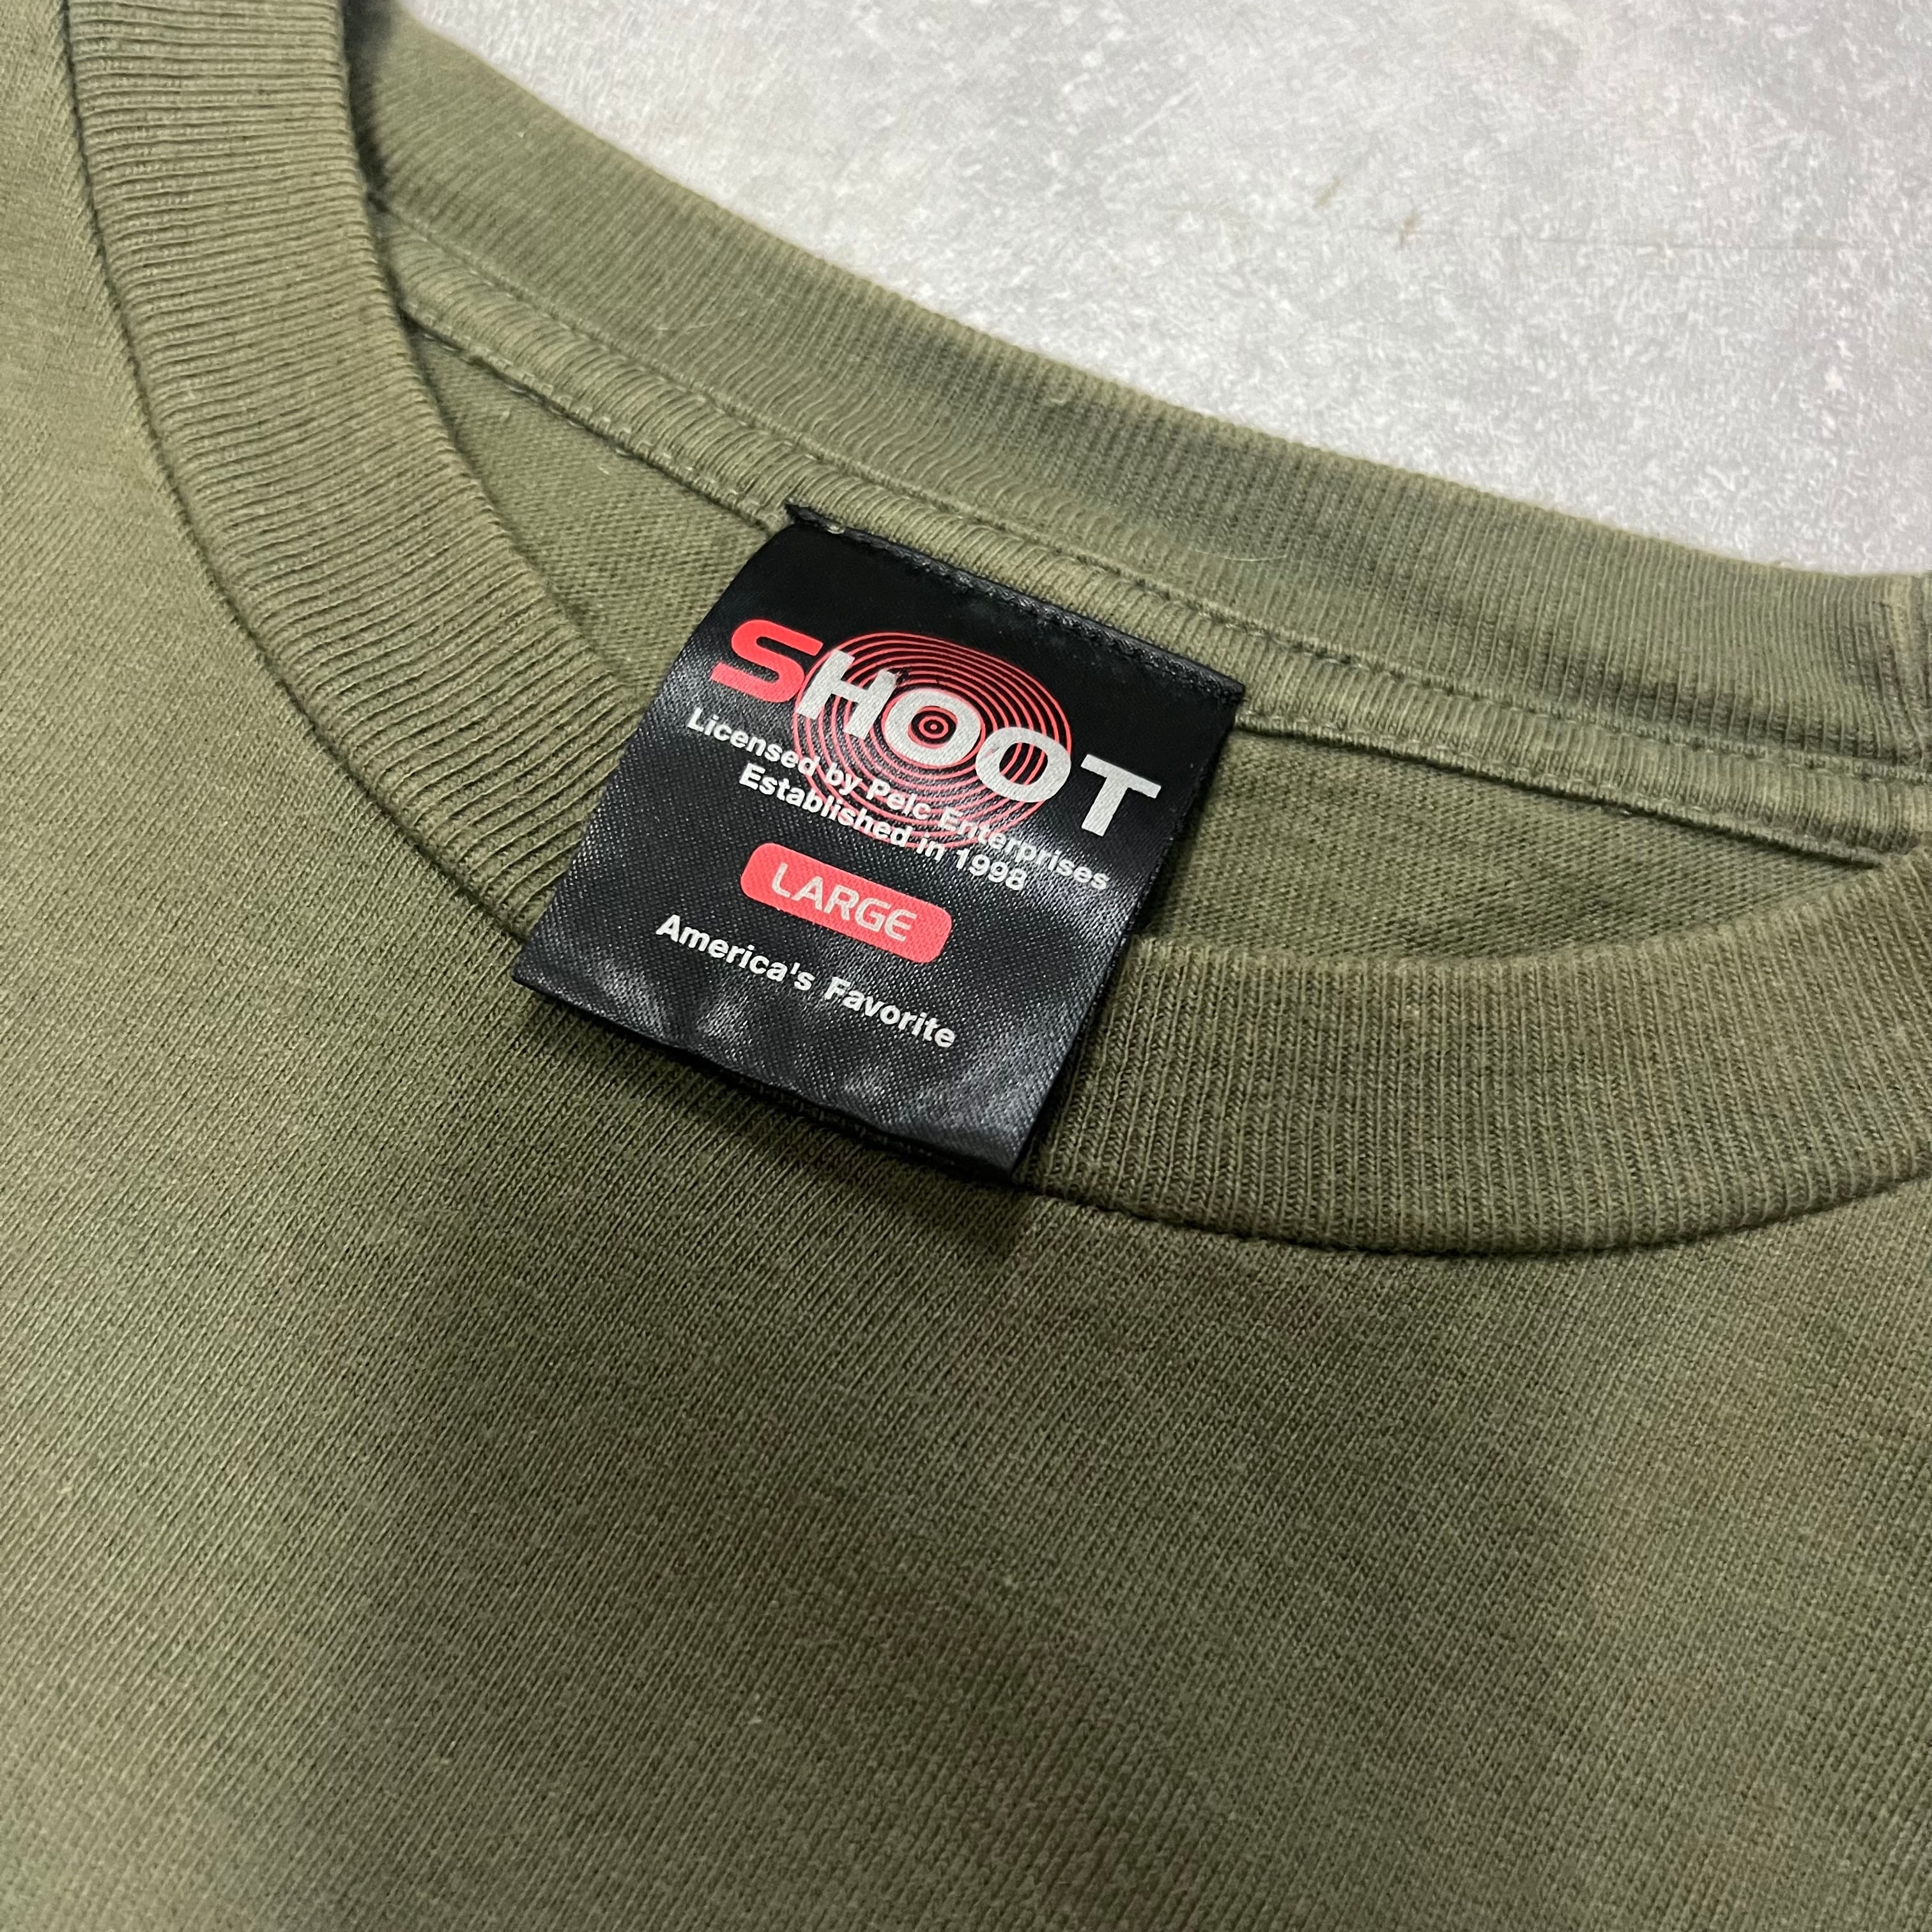 SHOOT
Licensed by Pelc Enterprises
Established in 1998
LARGE
America's Favorite